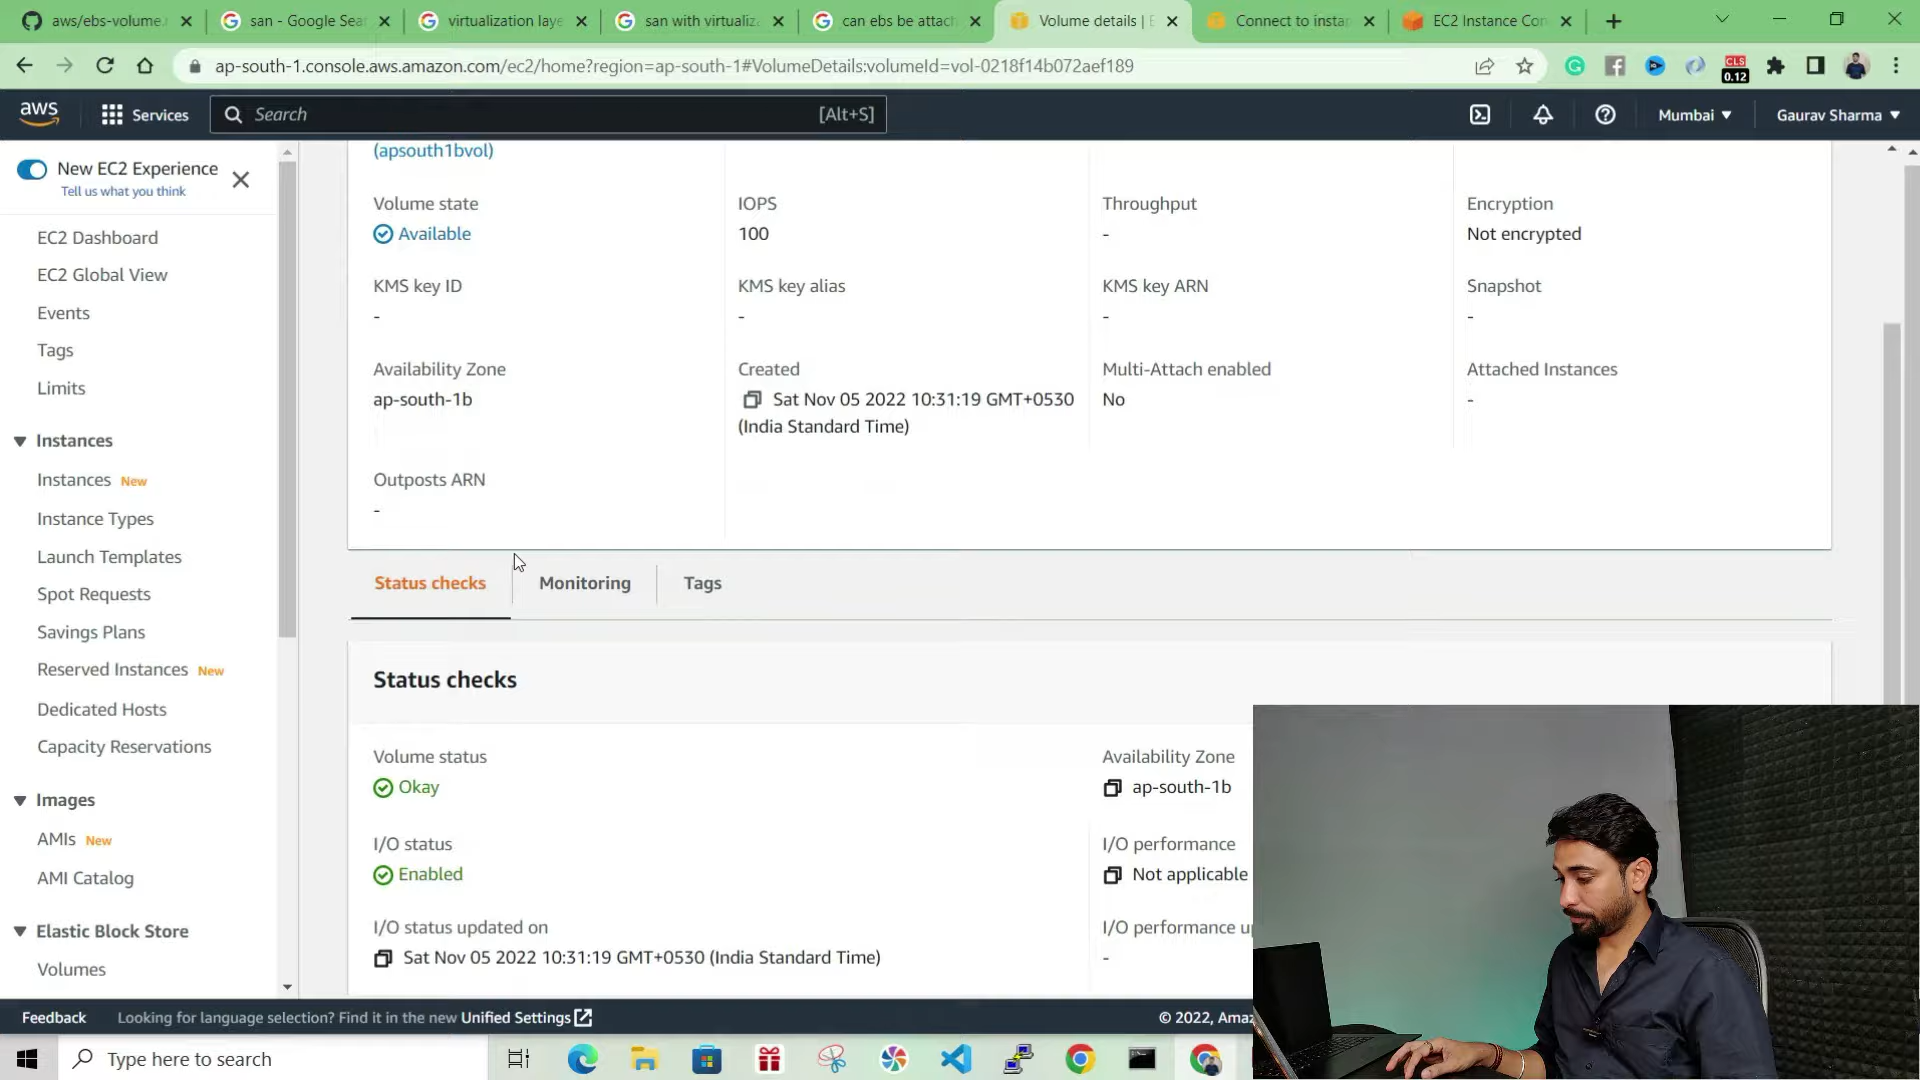 aws/ebs-volume.
san - Google Sea
virtualization laye
san with virtualiz
can ebs be attach
Volume details | E
Connect to instan
EC2 Instance Con
ap-south-1.console.aws.amazon.com/ec2/home?region=ap-south-1#VolumeDetails:volumeId=vol-0218f14b072aef189
CLS
0.12
aws
Services
Search
[Alt+S]
Mumbai
Gaurav Sharma
New EC2 Experience
Tell us what you think
EC2 Dashboard
EC2 Global View
Events
Tags
Limits
Instances
Instances New
Instance Types
Launch Templates
Spot Requests
Savings Plans
Reserved Instances New
Dedicated Hosts
Capacity Reservations
Images
AMIs New
AMI Catalog
Elastic Block Store
Volumes
(apsouth1bvol)
Volume state
Available
IOPS
100
Throughput
-
Encryption
Not encrypted
KMS key ID
-
KMS key alias
-
KMS key ARN
-
Snapshot
-
Availability Zone
ap-south-1b
Created
Sat Nov 05 2022 10:31:19 GMT+0530
(India Standard Time)
Multi-Attach enabled
No
Attached Instances
-
Outposts ARN
-
Status checks
Monitoring
Tags
Status checks
Volume status
Okay
Availability Zone
ap-south-1b
I/O status
Enabled
I/O performance
Not applicable
I/O status updated on
Sat Nov 05 2022 10:31:19 GMT+0530 (India Standard Time)
I/O performance up
-
Feedback
Looking for language selection? Find it in the new Unified Settings
© 2022, Amaz
Type here to search